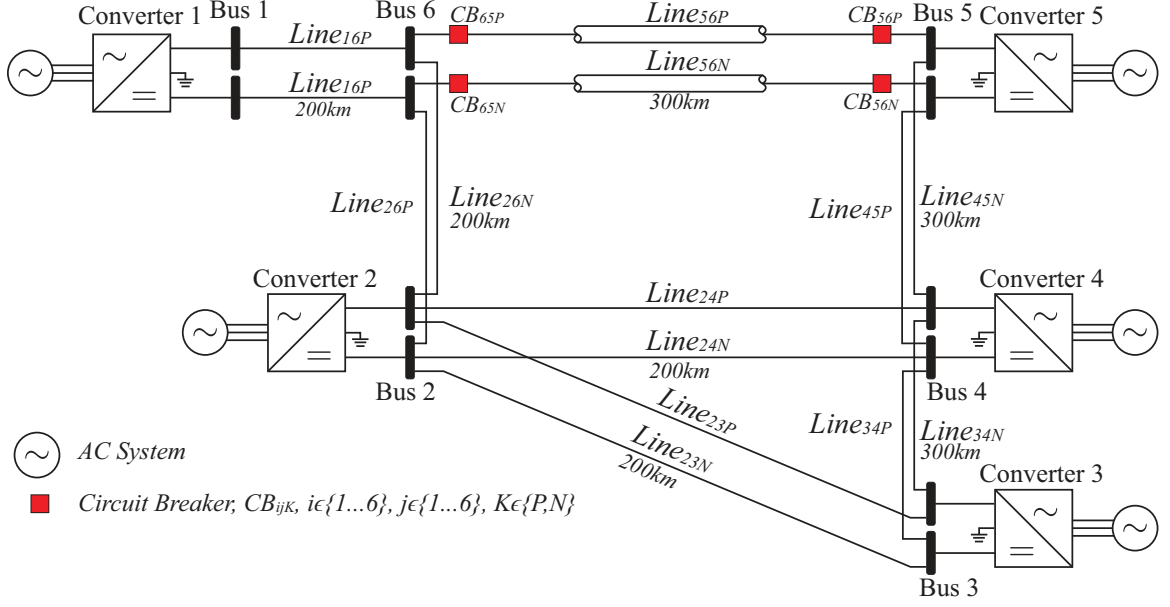 Converter 1
Bus 1
Bus 6
CB65P
Line56P
CB56P
Bus 5
Converter 5
Line16P
Line56N
Line16P
200km
CB65N
300km
CB56N
Line26P
Line26N
200km
Line45P
Line45N
300km
Converter 2
Line24P
Converter 4
Line24N
200km
Bus 2
Bus 4
Line23P
Line34P
Line34N
300km
Line23N
200km
Converter 3
AC System
Circuit Breaker, CBijK, iϵ{1...6}, jϵ{1...6}, Kϵ{P,N}
Bus 3